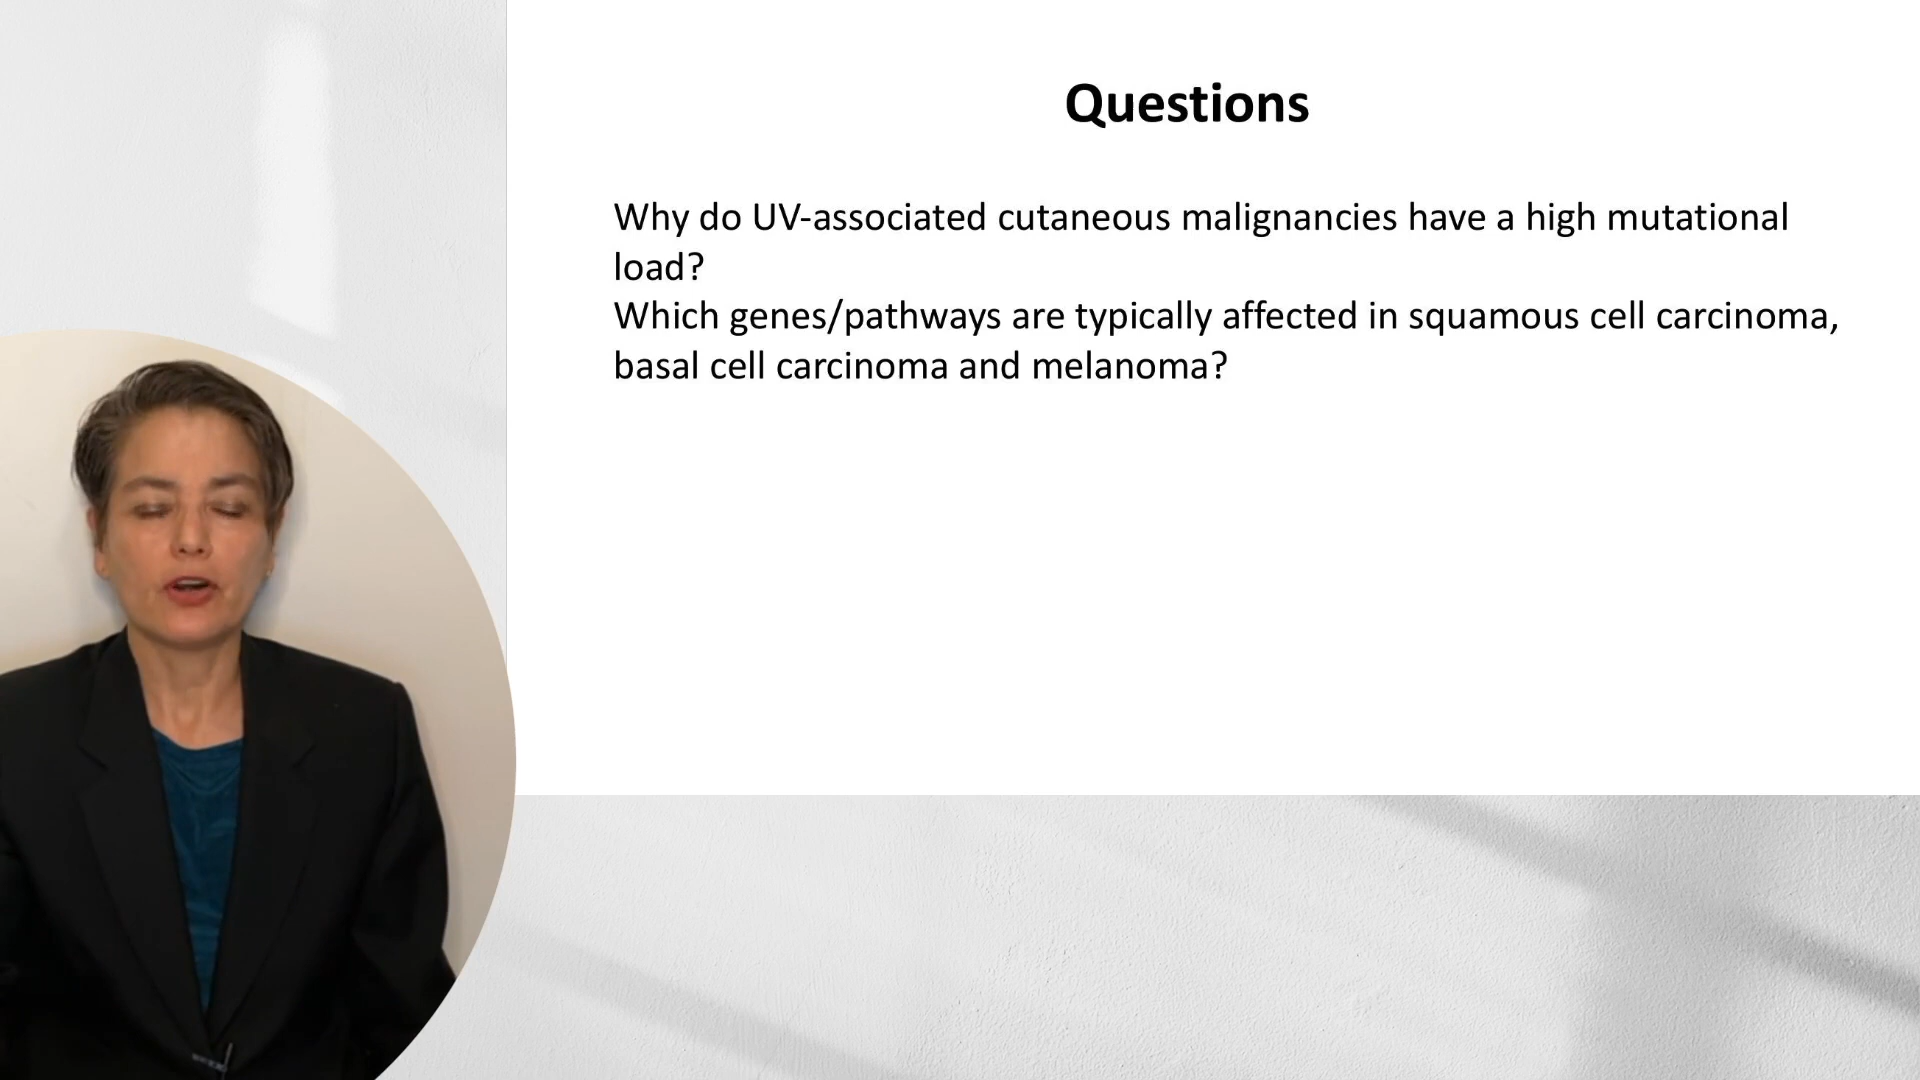 Questions
Why do UV-associated cutaneous malignancies have a high mutational
load?
Which genes/pathways are typically affected in squamous cell carcinoma,
basal cell carcinoma and melanoma?